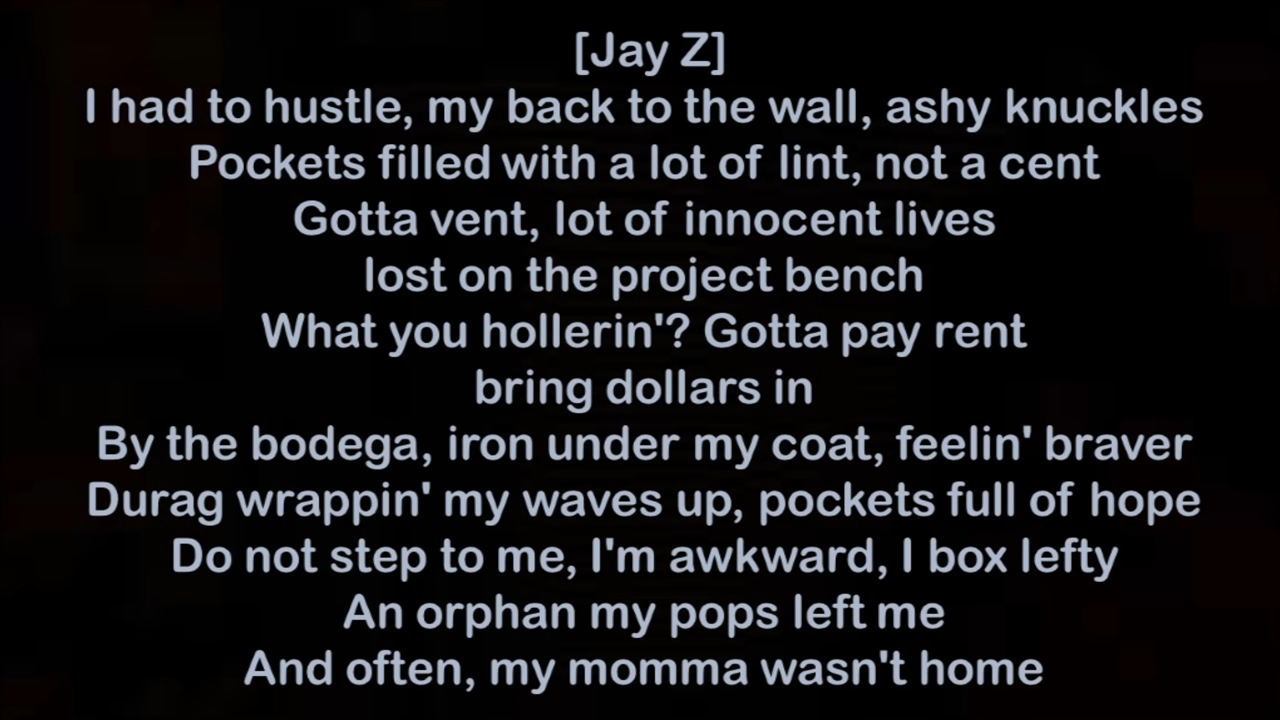 [Jay Z]
I had to hustle, my back to the wall, ashy knuckles
Pockets filled with a lot of lint, not a cent
Gotta vent, lot of innocent lives
lost on the project bench
What you hollerin'? Gotta pay rent
bring dollars in
By the bodega, iron under my coat, feelin' braver
Durag wrappin' my waves up, pockets full of hope
Do not step to me, I'm awkward, I box lefty
An orphan my pops left me
And often, my momma wasn't home